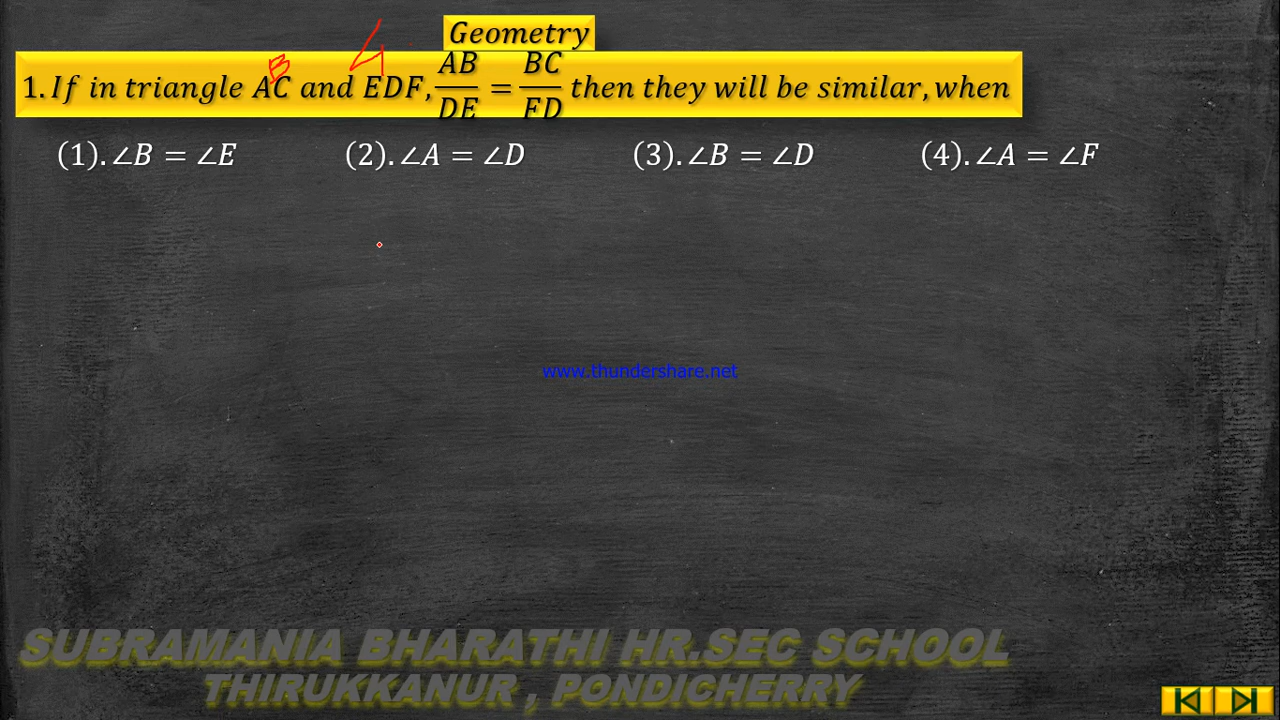 Geometry
1. If in triangle ABC and EDF, AB/DE = BC/FD then they will be similar, when
(1). ∠B = ∠E (2). ∠A = ∠D (3). ∠B = ∠D (4). ∠A = ∠F
www.thundershare.net
SUBRAMANIA BHARATHI HR.SEC SCHOOL
THIRUKKANUR , PONDICHERRY